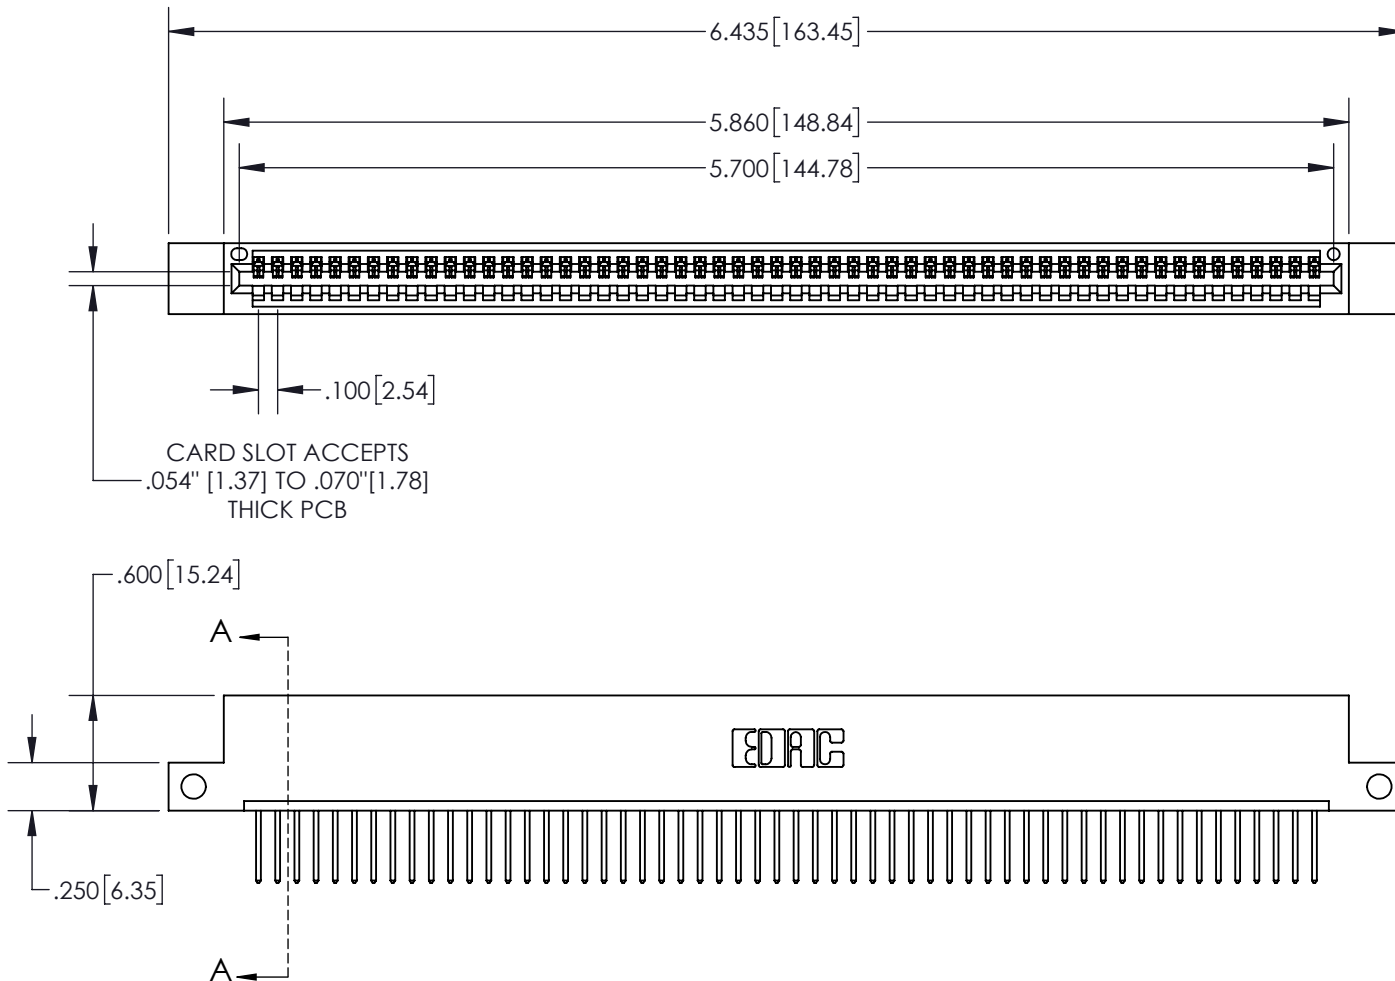 6.435[163.45]
5.860[148.84]
5.700[144.78]
.100[2.54]
CARD SLOT ACCEPTS
.054" [1.37] TO .070"[1.78]
THICK PCB
.600[15.24]
A
EDAC
.250[6.35]
A